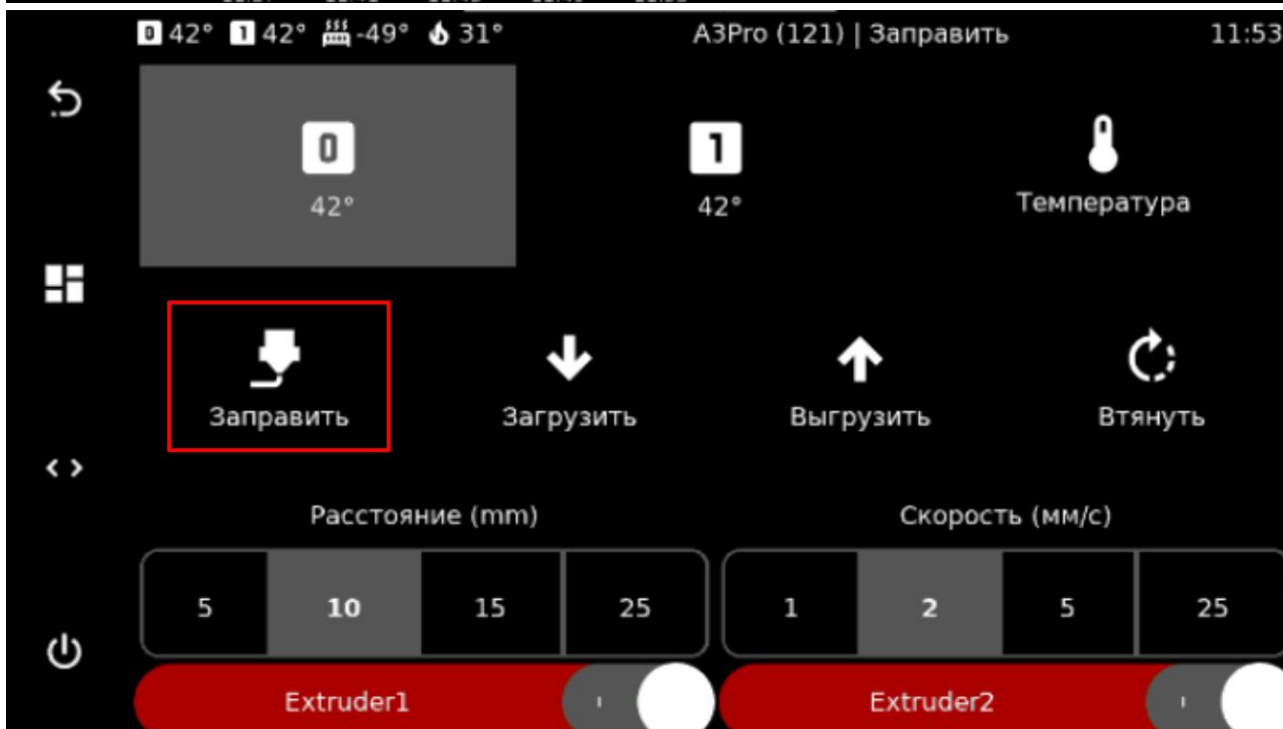 0 42° 1 42° -49° 31° A3Pro (121) | Заправить 11:53
0 1
42° 42° Температура
Заправить Загрузить Выгрузить Втянуть
Расстояние (mm) Скорость (мм/с)
5 10 15 25 1 2 5 25
Extruder1 Extruder2